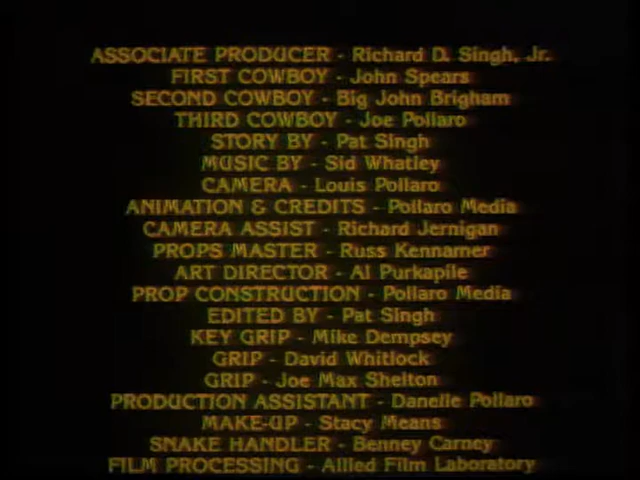 ASSOCIATE PRODUCER - Richard D. Singh, Jr.
FIRST COWBOY - John Spears
SECOND COWBOY - Big John Brigham
THIRD COWBOY - Joe Pollaro
STORY BY - Pat Singh
MUSIC BY - Sid Whatley
CAMERA - Louis Pollaro
ANIMATION & CREDITS - Pollaro Media
CAMERA ASSIST - Richard Jernigan
PROPS MASTER - Russ Kennamer
ART DIRECTOR - Al Purkapile
PROP CONSTRUCTION - Pollaro Media
EDITED BY - Pat Singh
KEY GRIP - Mike Dempsey
GRIP - David Whitlock
GRIP - Joe Max Shelton
PRODUCTION ASSISTANT - Danelle Pollaro
MAKE-UP - Stacy Means
SNAKE HANDLER - Benney Carney
FILM PROCESSING - Allied Film Laboratory